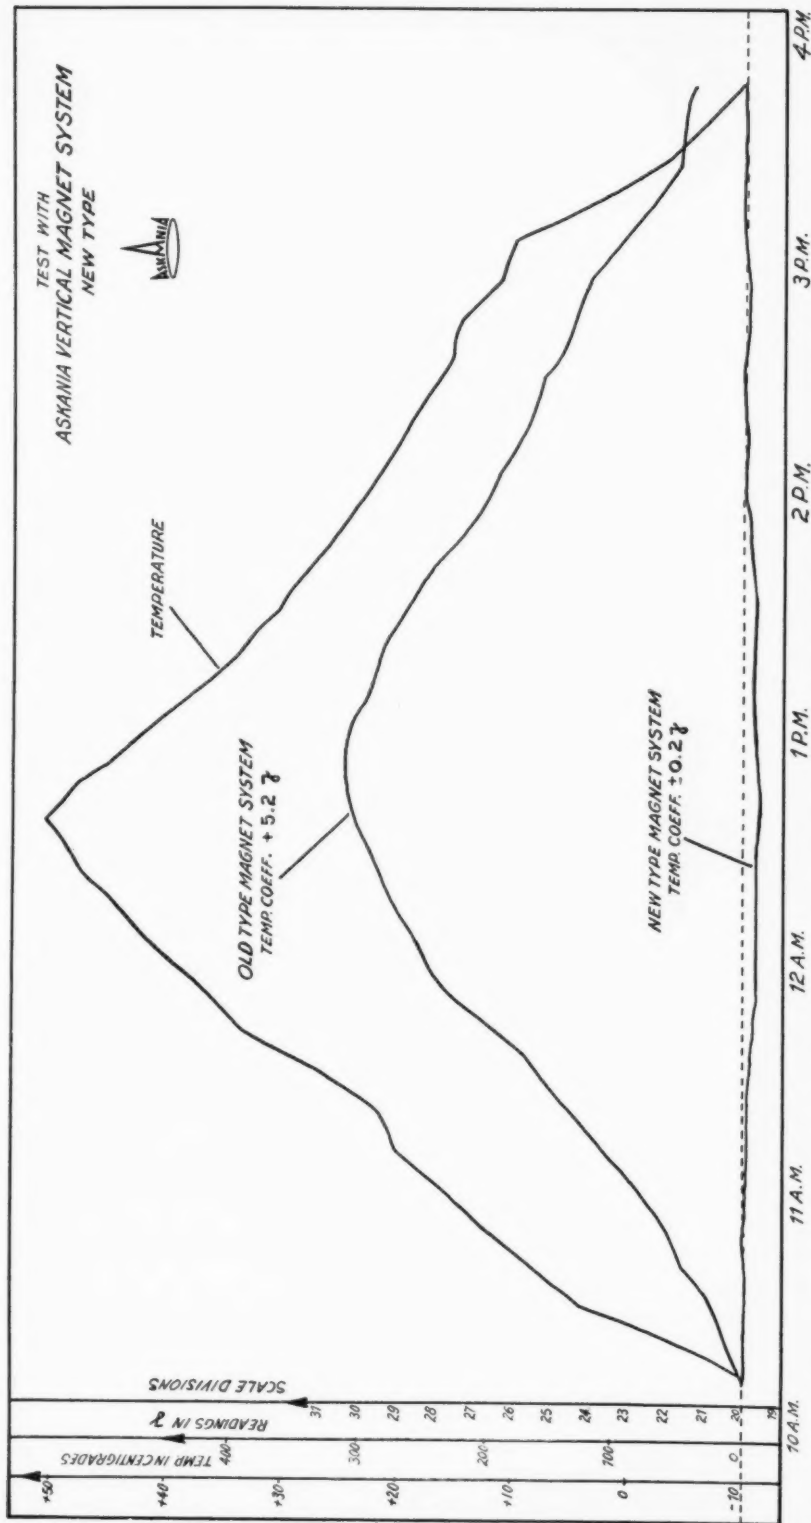 TEST WITH
ASKANIA VERTICAL MAGNET SYSTEM
NEW TYPE
ASKANIA
TEMPERATURE
OLD TYPE MAGNET SYSTEM
TEMP. COEFF. + 5.2 γ
NEW TYPE MAGNET SYSTEM
TEMP. COEFF. ± 0.2 γ
TEMP IN CENTIGRADES
+50
+40
+30
+20
+10
0
-10
READINGS IN γ
400
300
200
100
0
SCALE DIVISIONS
31
30
29
28
27
26
25
24
23
22
21
20
19
10 A.M.
11 A.M.
12 A.M.
1 P.M.
2 P.M.
3 P.M.
4 P.M.